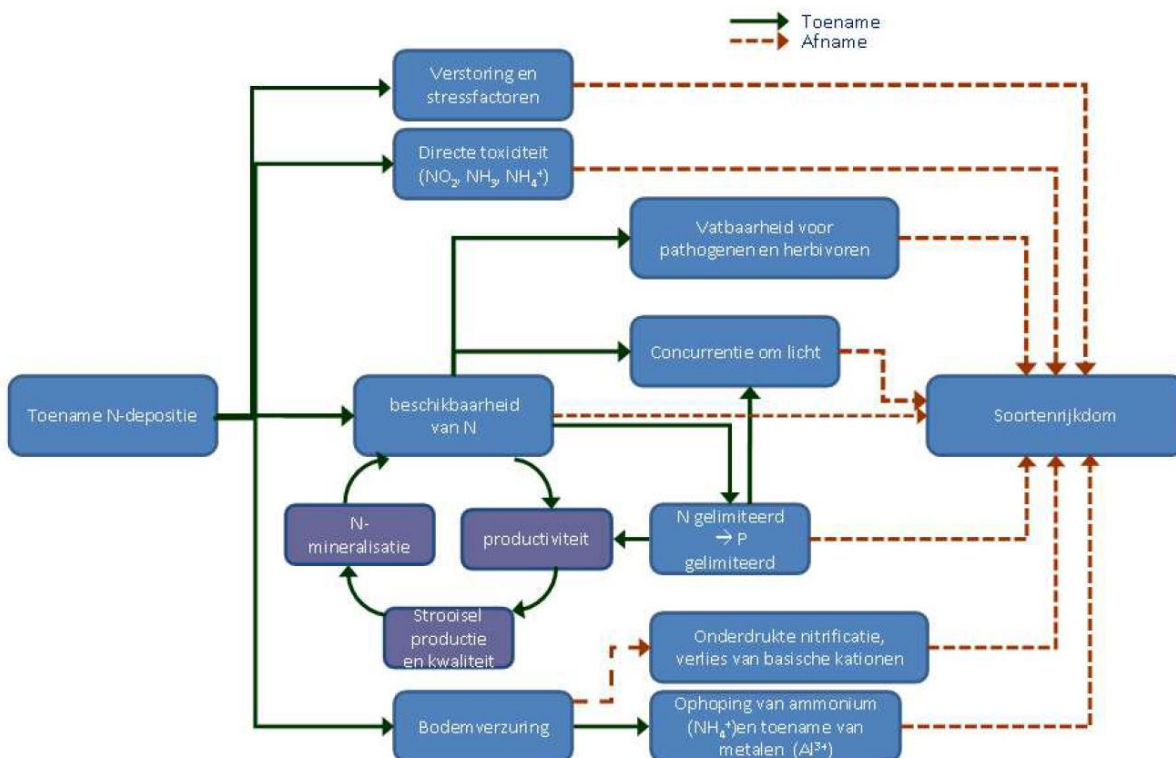 Toename
Afname
Verstoring en
stressfactoren
Directe toxiciteit
(NO₂, NH₃, NH₄⁺)
Vatbaarheid voor
pathogenen en herbivoren
Concurrentie om licht
Toename N-depositie
beschikbaarheid
van N
Soortenrijkdom
N-
mineralisatie
productiviteit
N gelimiteerd
→ P
gelimiteerd
Strooisel
productie
en kwaliteit
Onderdrukte nitrificatie,
verlies van basische kationen
Bodemverzuring
Ophoping van ammonium
(NH₄⁺)en toename van
metalen (Al³⁺)